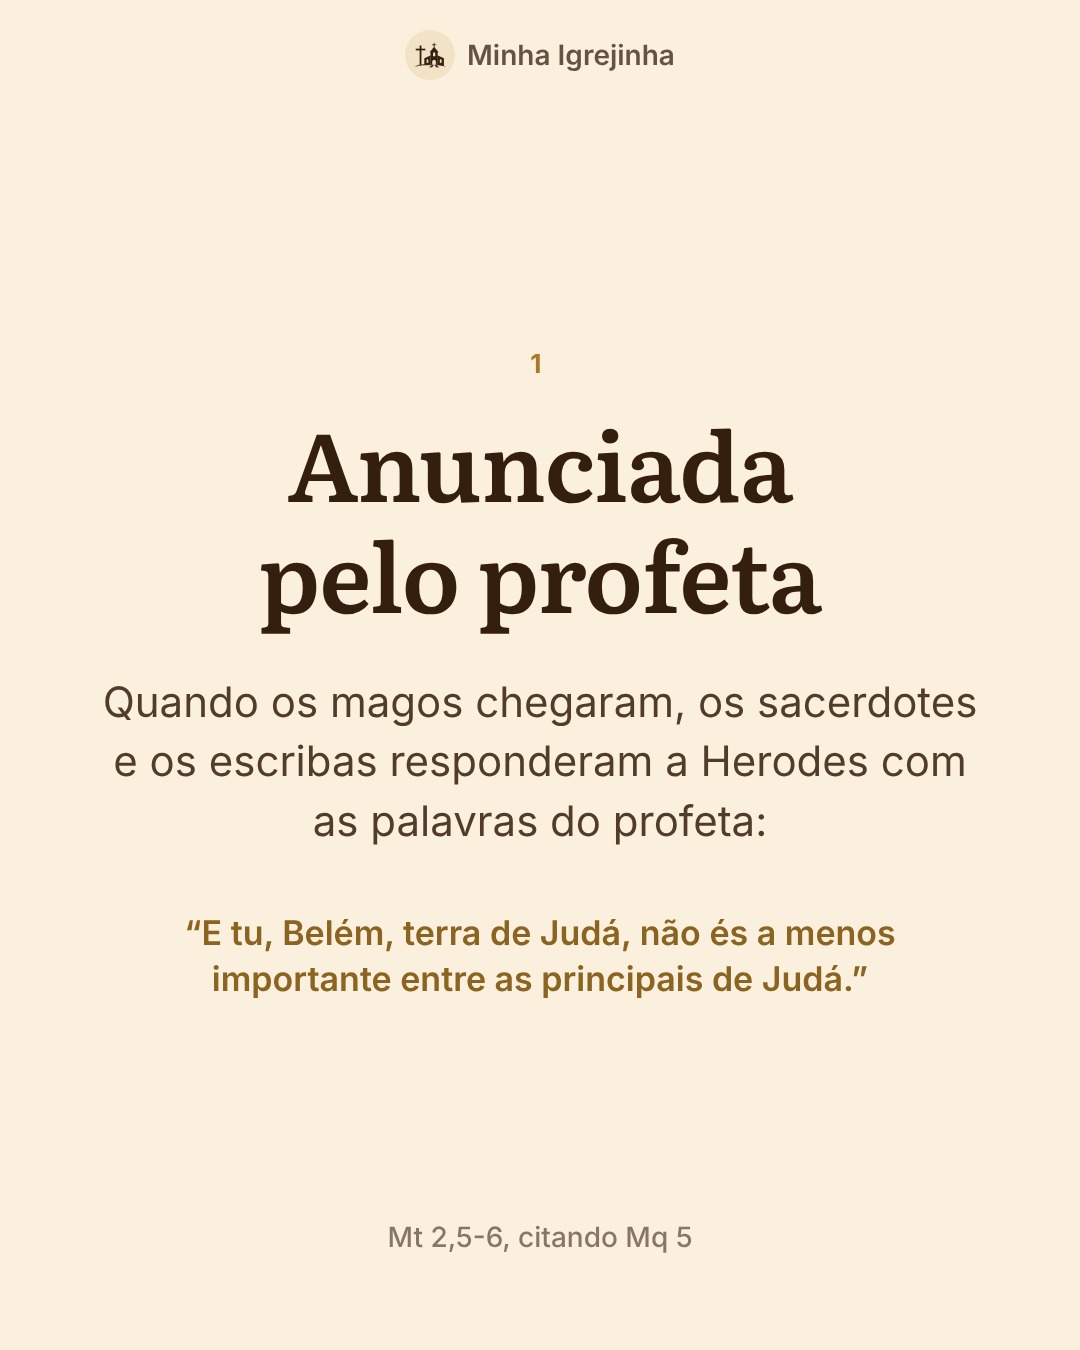 Minha Igrejinha
1
Anunciada
pelo profeta
Quando os magos chegaram, os sacerdotes
e os escribas responderam a Herodes com
as palavras do profeta:
“E tu, Belém, terra de Judá, não és a menos
importante entre as principais de Judá.”
Mt 2,5-6, citando Mq 5